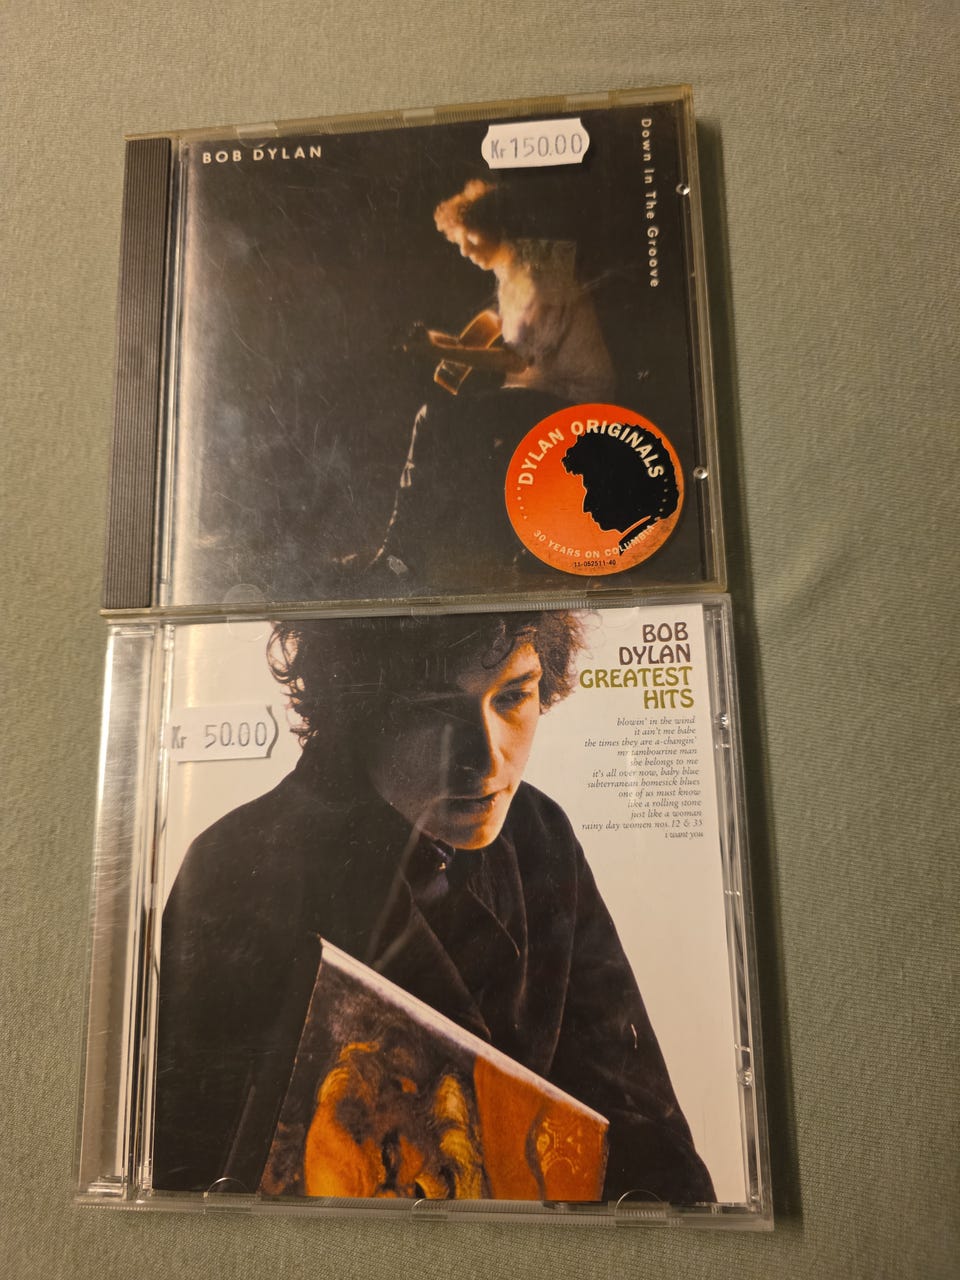 BOB DYLAN
Kr 150.00
Down In The Groove
DYLAN ORIGINALS
30 YEARS ON COLUMBIA
11-052511-40
BOB
DYLAN
GREATEST
HITS
Kr 50.00
blowin' in the wind
it ain't me babe
the times they are a-changin'
mr tambourine man
she belongs to me
it's all over now, baby blue
subterranean homesick blues
one of us must know
like a rolling stone
just like a woman
rainy day women nos. 12 & 35
i want you